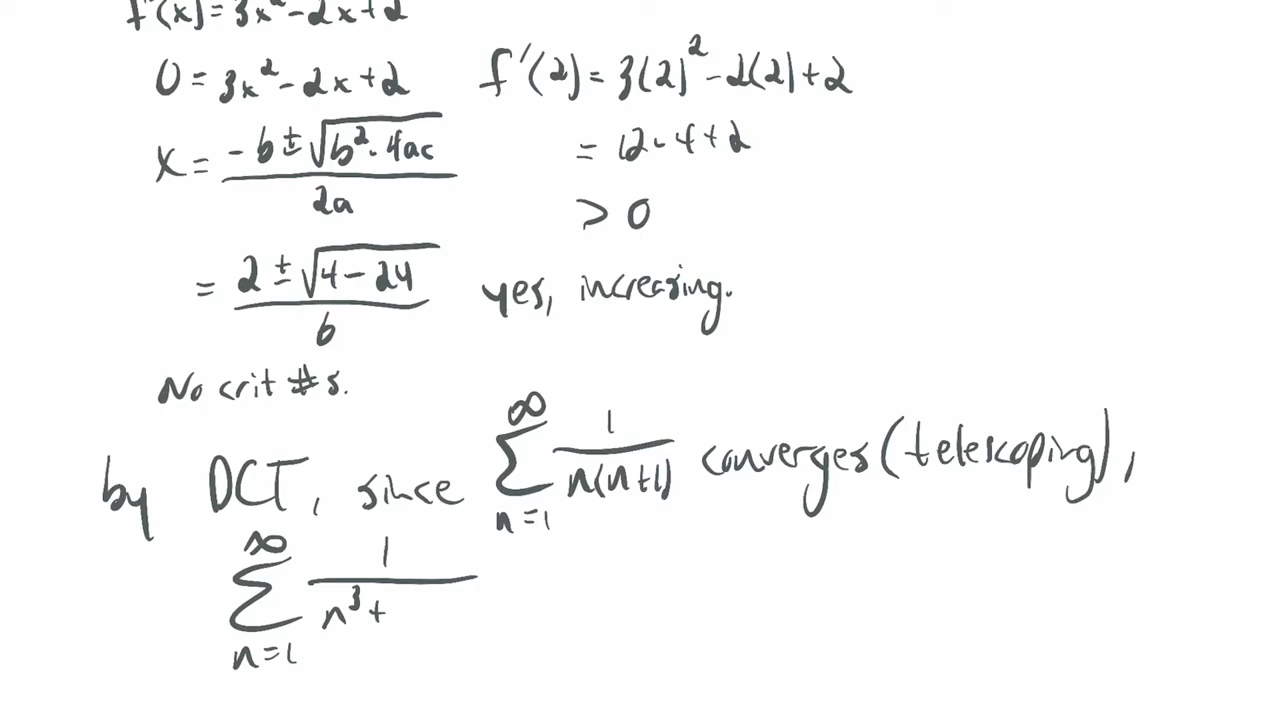 f'(x) = 3x² - 2x + 2
0 = 3x² - 2x + 2
x = (-b ± √(b² · 4ac)) / 2a
= (2 ± √(4 - 24)) / 6
No crit #s.
f'(2) = 3(2)² - 2(2) + 2
= 12 - 4 + 2
> 0
yes, increasing.
by DCT, since ∑_{n=1}^{∞} 1/(n(n+1)) converges (telescoping),
∑_{n=1}^{∞} 1/(n³ +